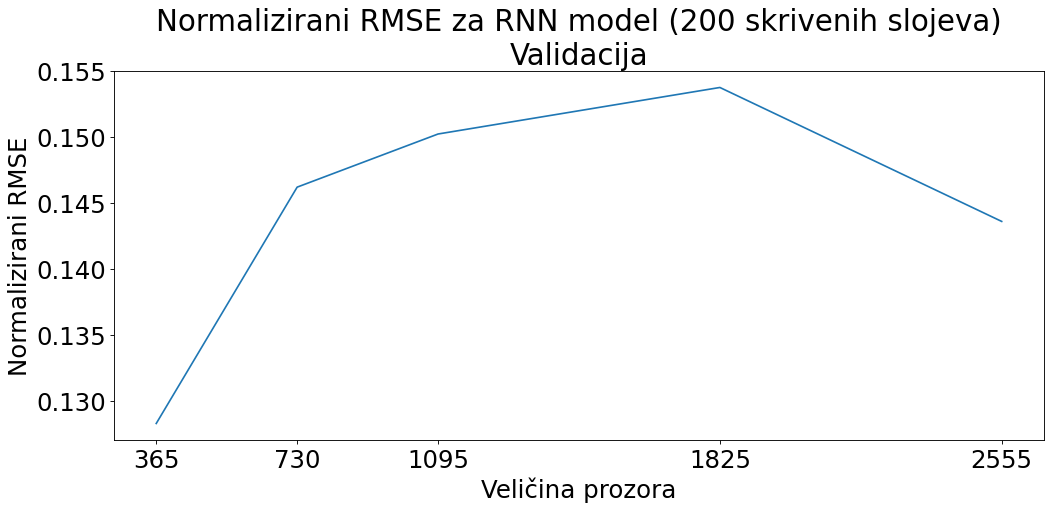 Normalizirani RMSE za RNN model (200 skrivenih slojeva)
Validacija
Normalizirani RMSE
0.155
0.150
0.145
0.140
0.135
0.130
365 730 1095 1825 2555
Veličina prozora